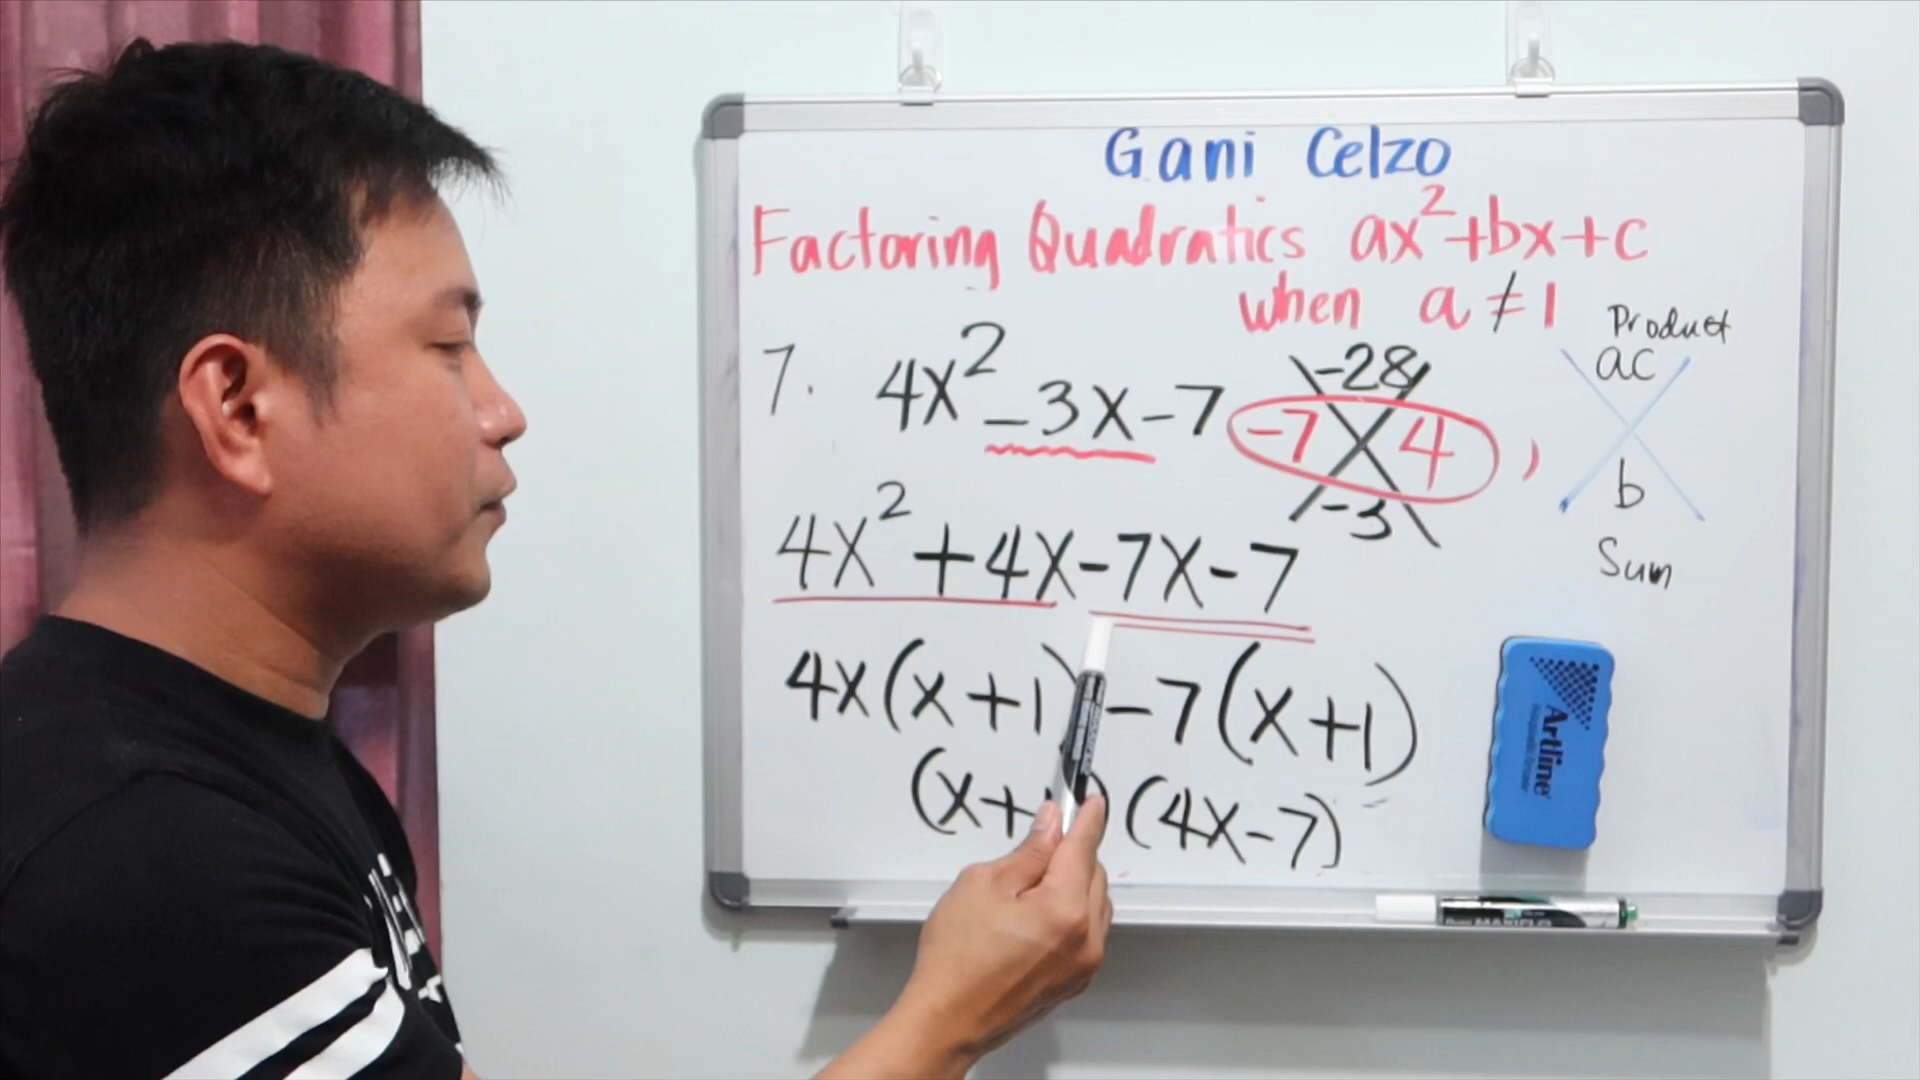 Gani Celzo
Factoring Quadratics ax²+bx+c
when a ≠ 1
7. 4x² -3x-7
-28
-7 4 ,
-3
Product
ac
b
Sum
4x² +4x-7x-7
4x(x+1) -7(x+1)
(x+ )(4x-7)
Artline